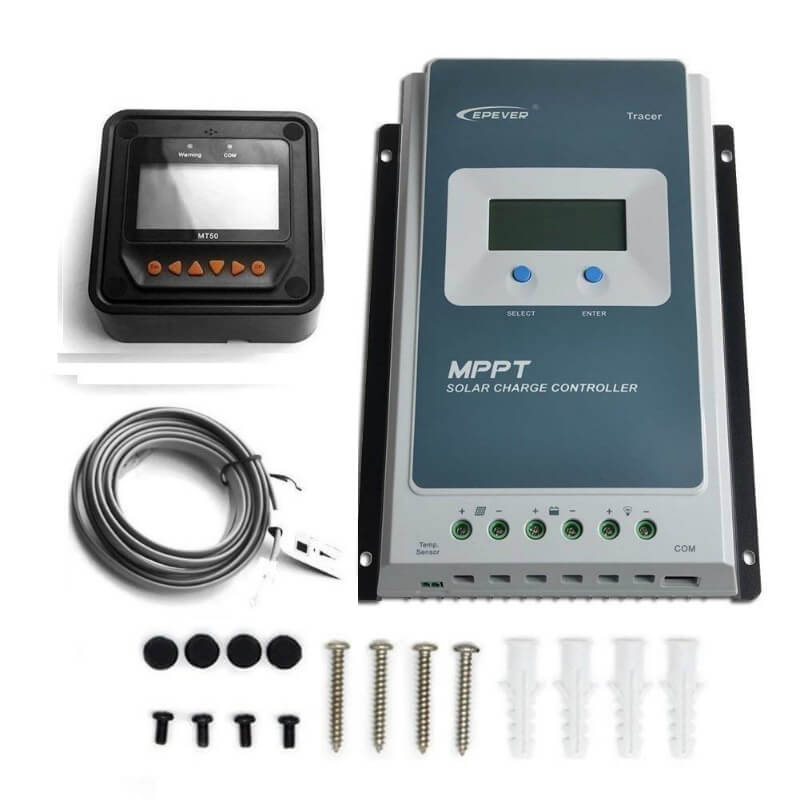 EPEVER ®
Tracer
Warning COM
MT50
SELECT ENTER
MPPT
SOLAR CHARGE CONTROLLER
+ - + - + -
Temp.
Sensor
COM